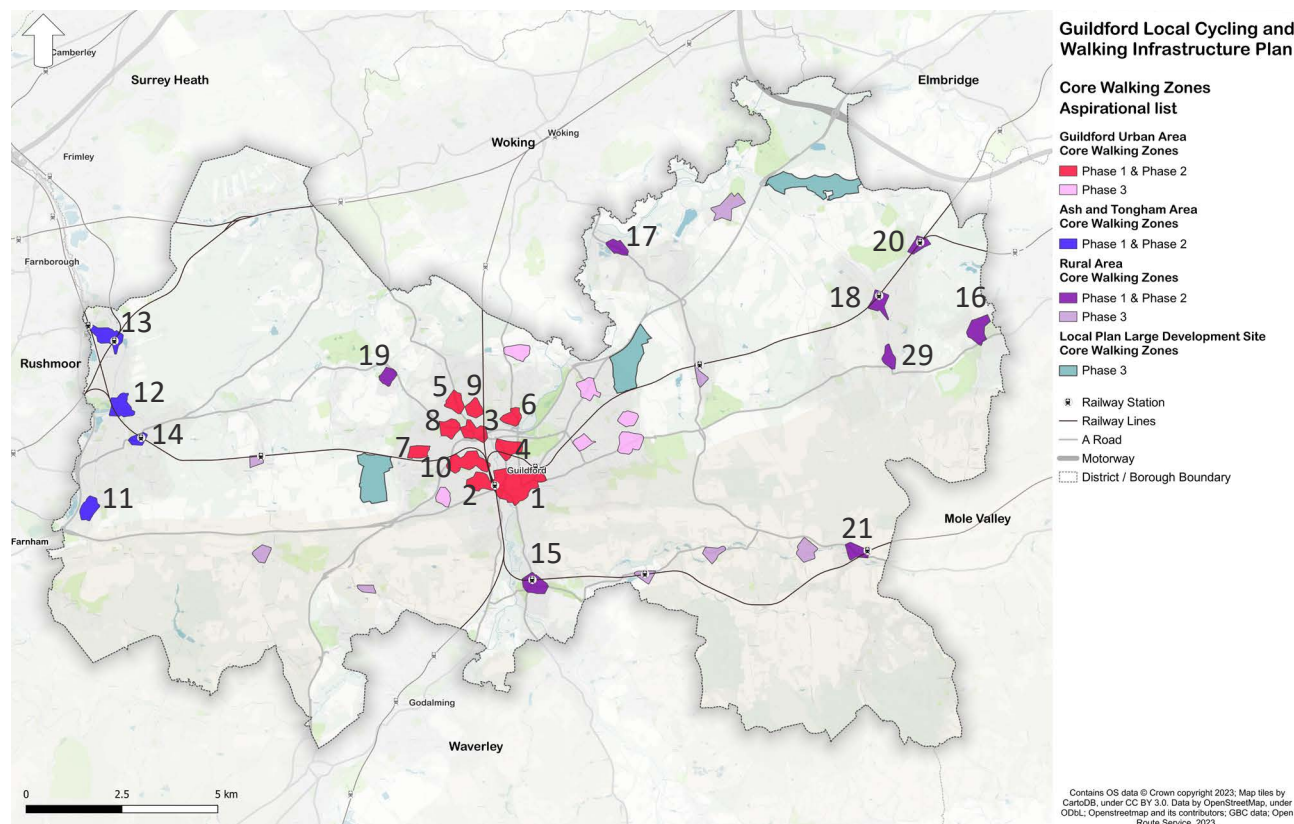 Guildford Local Cycling and
Walking Infrastructure Plan
Core Walking Zones
Aspirational list
Guildford Urban Area
Core Walking Zones
Phase 1 & Phase 2
Phase 3
Ash and Tongham Area
Core Walking Zones
Phase 1 & Phase 2
Rural Area
Core Walking Zones
Phase 1 & Phase 2
Phase 3
Local Plan Large Development Site
Core Walking Zones
Phase 3
Railway Station
Railway Lines
A Road
Motorway
District / Borough Boundary
Camberley
Surrey Heath
Elmbridge
Woking
Woking
Frimley
Farnborough
Rushmoor
17
20
18
16
13
29
19
12
5
9
6
8
3
14
7
4
10
Guildford
2
1
11
Farnham
Mole Valley
15
21
Godalming
Waverley
0
2.5
5 km
Contains OS data © Crown copyright 2023; Map tiles by
CartoDB, under CC BY 3.0. Data by OpenStreetMap, under
ODbL; Openstreetmap and its contributors; GBC data; Open
Route Service, 2023